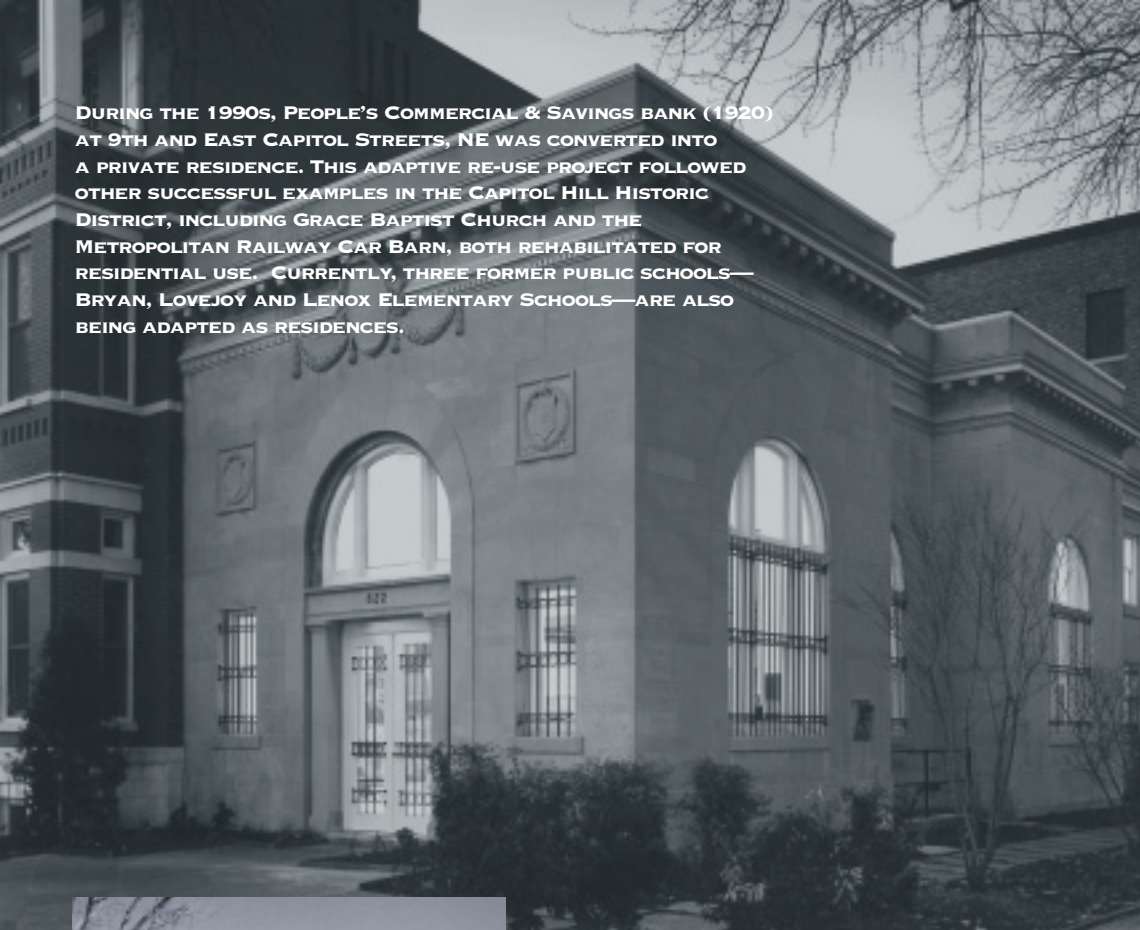 During the 1990s, People's Commercial & Savings bank (1920)
at 9th and East Capitol Streets, NE was converted into
a private residence. This adaptive re-use project followed
other successful examples in the Capitol Hill Historic
District, including Grace Baptist Church and the
Metropolitan Railway Car Barn, both rehabilitated for
residential use. Currently, three former public schools—
Bryan, Lovejoy and Lenox Elementary Schools—are also
being adapted as residences.
822